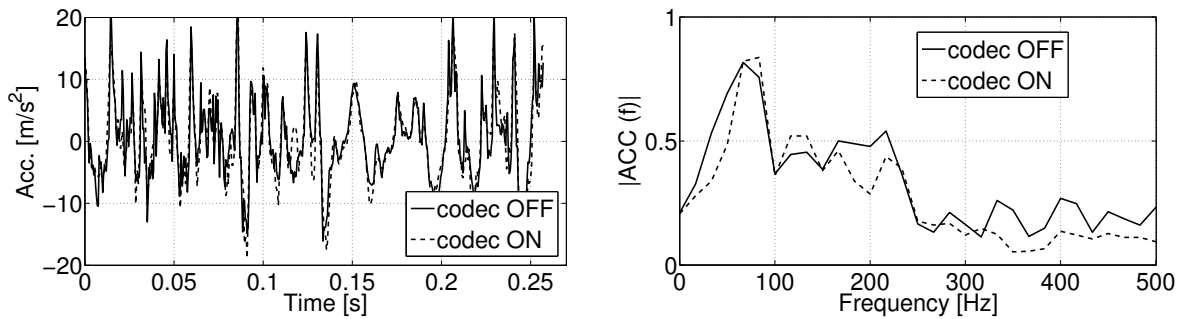 20
10
0
−10
−20
Acc. [m/s²]
codec OFF
codec ON
0 0.05 0.1 0.15 0.2 0.25
Time [s]
1
0.5
0
|ACC (f)|
codec OFF
codec ON
0 100 200 300 400 500
Frequency [Hz]